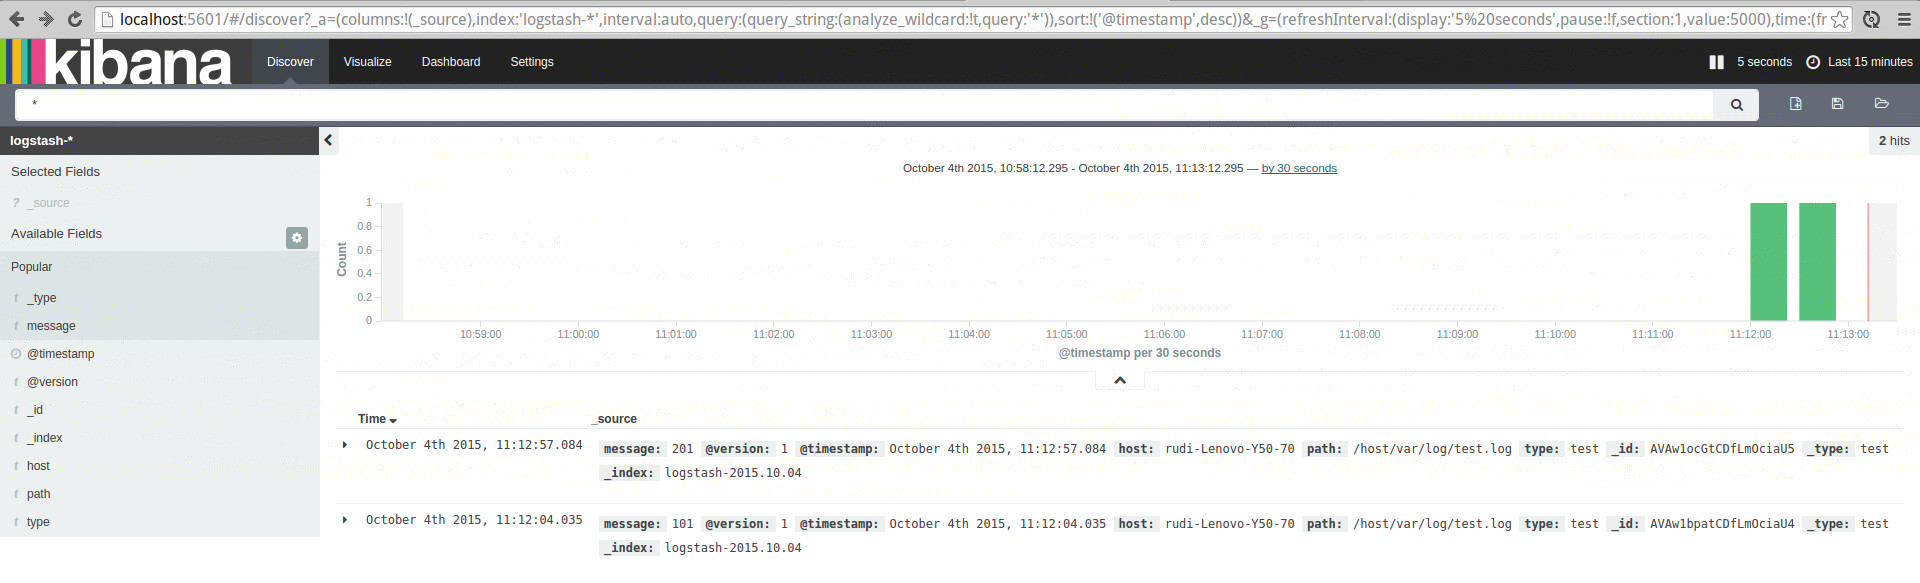 localhost:5601/#/discover?_a=(columns:!(_source),index:'logstash-*',interval:auto,query:(query_string:(analyze_wildcard:!t,query:'*')),sort:!('@timestamp',desc))&_g=(refreshInterval:(display:'5%20seconds',pause:!f,section:1,value:5000),time:(fr
kibana Discover Visualize Dashboard Settings 5 seconds Last 15 minutes
*
logstash-* 2 hits
Selected Fields
? _source
Available Fields
Popular
t _type
t message
@timestamp
t @version
t _id
t _index
t host
t path
t type
October 4th 2015, 10:58:12.295 - October 4th 2015, 11:13:12.295 — by 30 seconds
Count
1
0.8
0.6
0.4
0.2
0
10:59:00 11:00:00 11:01:00 11:02:00 11:03:00 11:04:00 11:05:00 11:06:00 11:07:00 11:08:00 11:09:00 11:10:00 11:11:00 11:12:00 11:13:00
@timestamp per 30 seconds
Time _source
October 4th 2015, 11:12:57.084 message: 201 @version: 1 @timestamp: October 4th 2015, 11:12:57.084 host: rudi-Lenovo-Y50-70 path: /host/var/log/test.log type: test _id: AVAw1ocGtCDfLmOciaU5 _type: test
_index: logstash-2015.10.04
October 4th 2015, 11:12:04.035 message: 101 @version: 1 @timestamp: October 4th 2015, 11:12:04.035 host: rudi-Lenovo-Y50-70 path: /host/var/log/test.log type: test _id: AVAw1bpatCDfLmOciaU4 _type: test
_index: logstash-2015.10.04